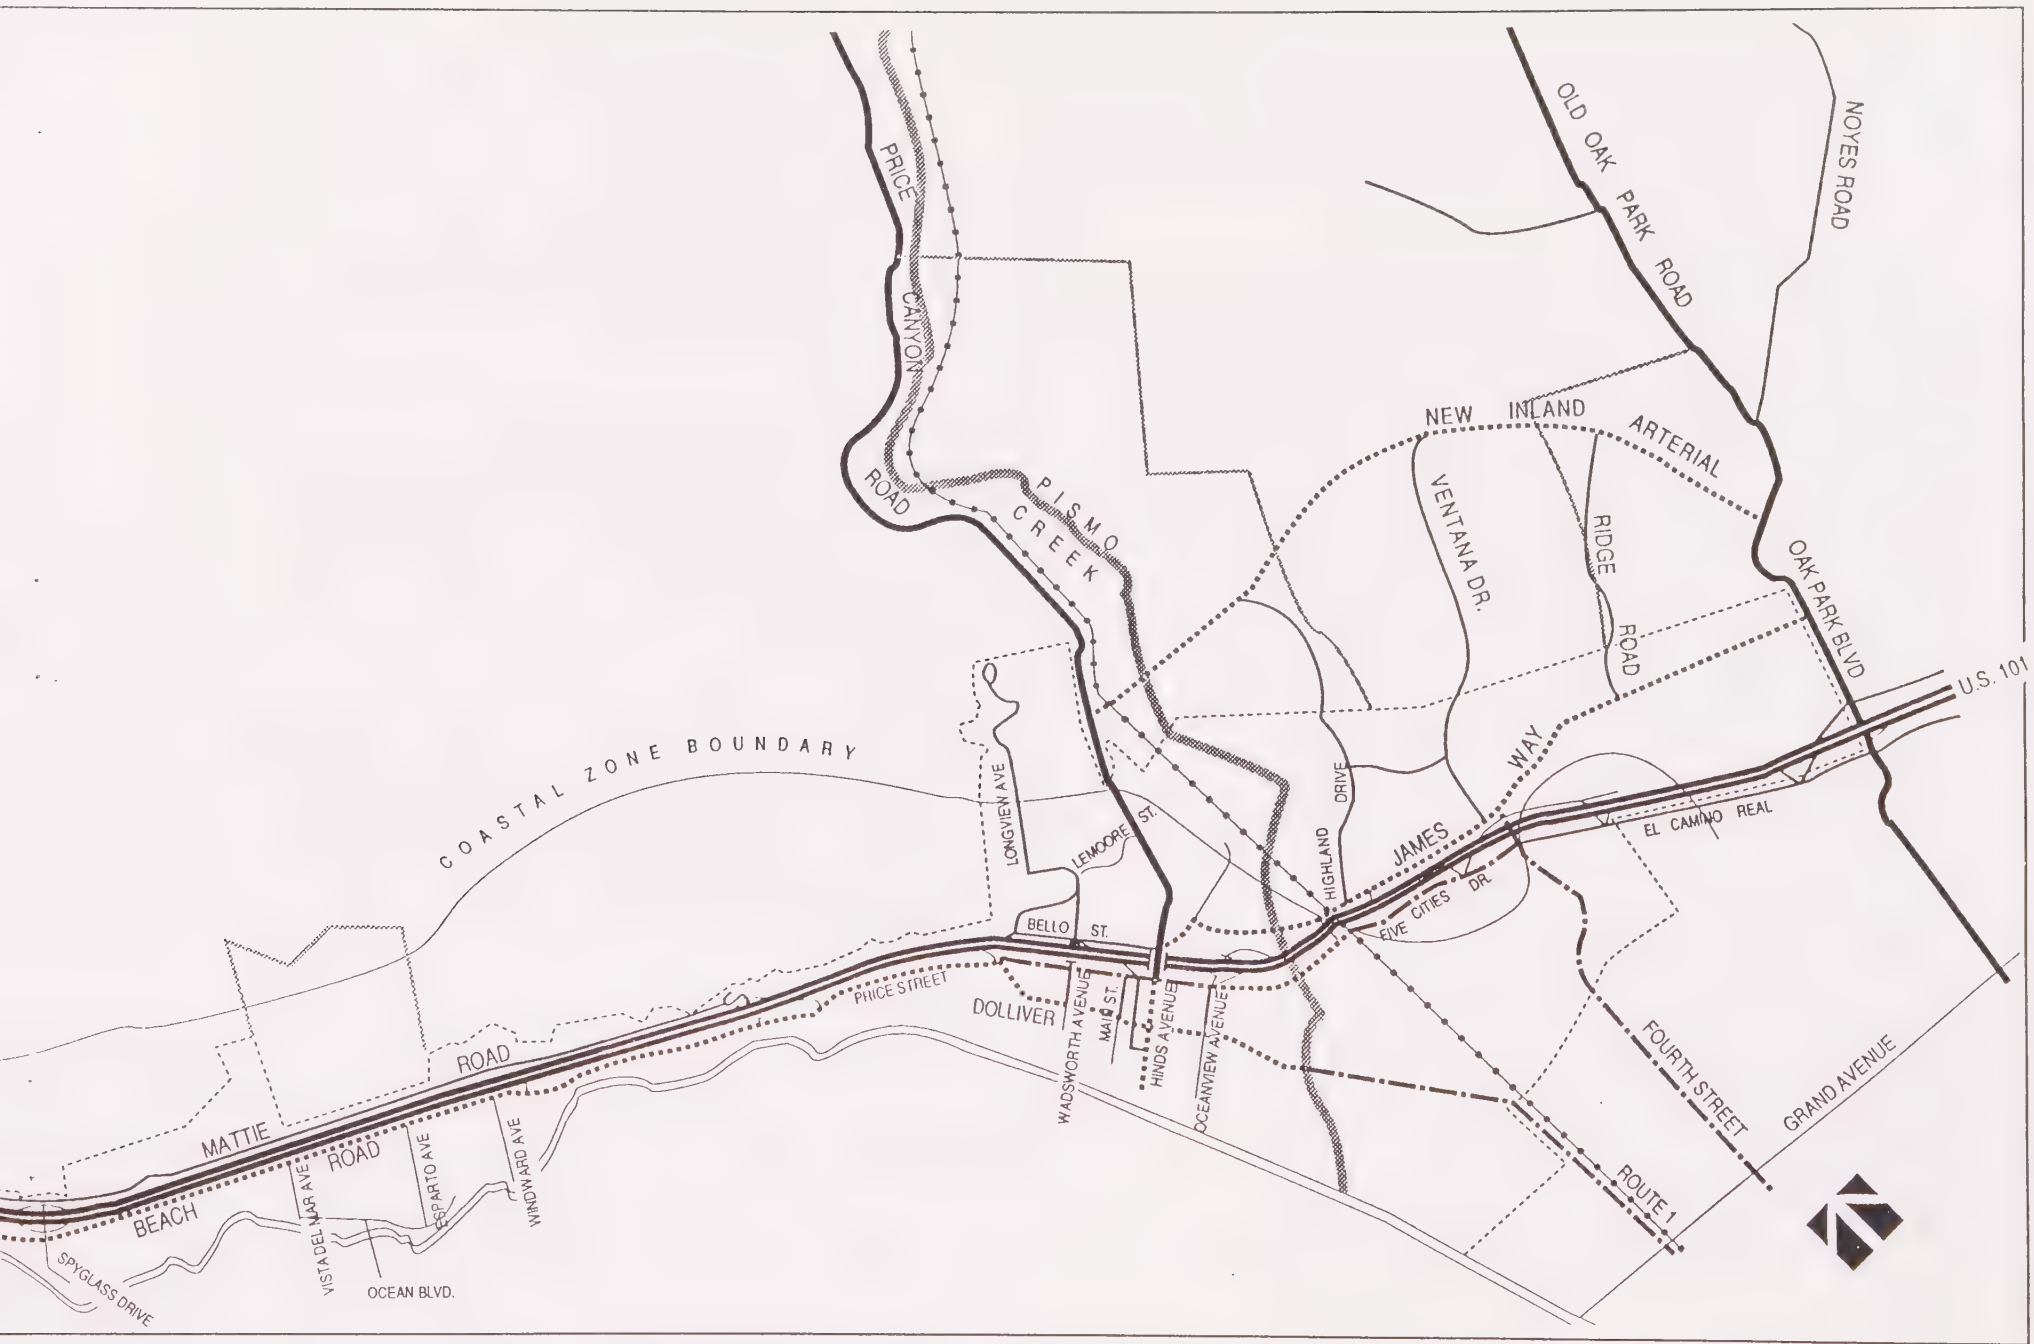 OLD OAK PARK ROAD
NOYES ROAD
PRICE CANYON ROAD
PISMO CREEK
NEW INLAND ARTERIAL
VENTANA DR.
RIDGE ROAD
OAK PARK BLVD
U.S. 101
COASTAL ZONE BOUNDARY
LONGVIEW AVE
LEMOORE ST.
HIGHLAND DRIVE
JAMES WAY
EL CAMINO REAL
FIVE CITIES DR.
BELLO ST.
PRICE STREET
DOLLIVER
WADSWORTH AVENUE
MAIN ST.
HINDS AVENUE
OCEANVIEW AVENUE
FOURTH STREET
GRAND AVENUE
ROUTE 1
MATTIE ROAD
BEACH ROAD
VISTA DEL MAR AVE
ESPARTO AVE
WINDWARD AVE
OCEAN BLVD.
SPYGLASS DRIVE